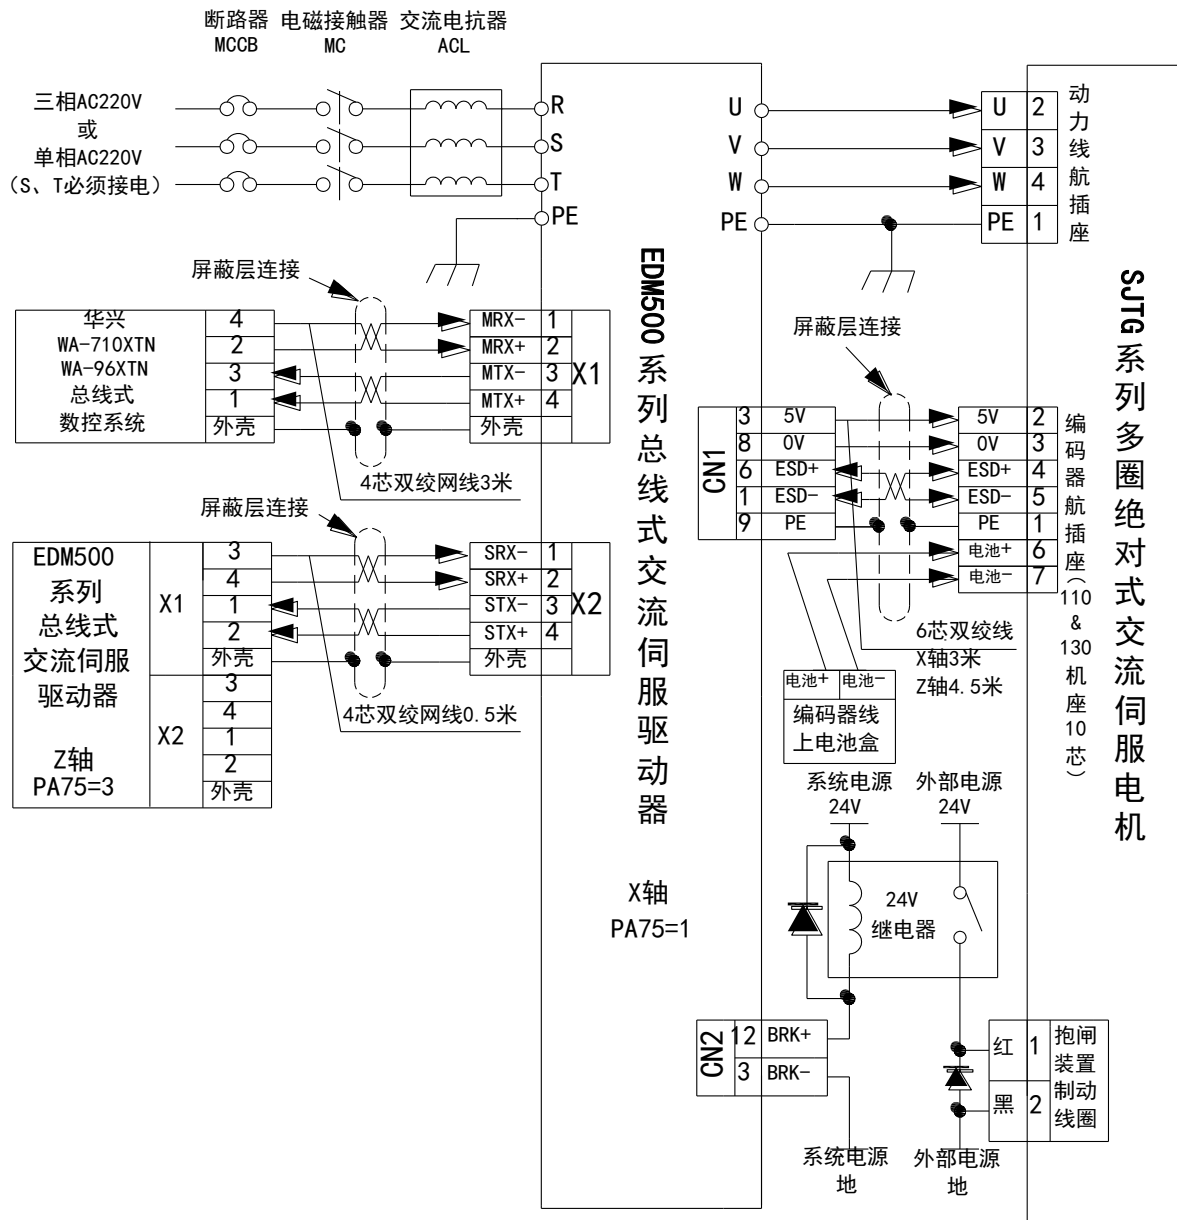 断路器 电磁接触器 交流电抗器
MCCB MC ACL
三相AC220V
或
单相AC220V
（S、T必须接电）
R
S
T
PE
U
V
W
PE
U 2
V 3
W 4
PE 1
动力线航插座
屏蔽层连接
华兴
WA-710XTN
WA-96XTN
总线式
数控系统
4
2
3
1
外壳
MRX- 1
MRX+ 2
MTX- 3
MTX+ 4
外壳
X1
4芯双绞网线3米
屏蔽层连接
EDM500
系列
总线式
交流伺服
驱动器
Z轴
PA75=3
X1
3
4
1
2
外壳
X2
3
4
1
2
外壳
SRX- 1
SRX+ 2
STX- 3
STX+ 4
外壳
X2
4芯双绞网线0.5米
EDM500系列总线式交流伺服驱动器
X轴
PA75=1
屏蔽层连接
CN1
3 5V
8 0V
6 ESD+
1 ESD-
9 PE
5V 2
0V 3
ESD+ 4
ESD- 5
PE 1
电池+ 6
电池- 7
编码器航插座（110&130机座10芯）
6芯双绞线
X轴3米
Z轴4.5米
电池+ 电池-
编码器线
上电池盒
系统电源 外部电源
24V 24V
24V
继电器
CN2
12 BRK+
3 BRK-
红 1
黑 2
抱闸
装置
制动
线圈
系统电源 外部电源
地 地
SJTG系列多圈绝对式交流伺服电机